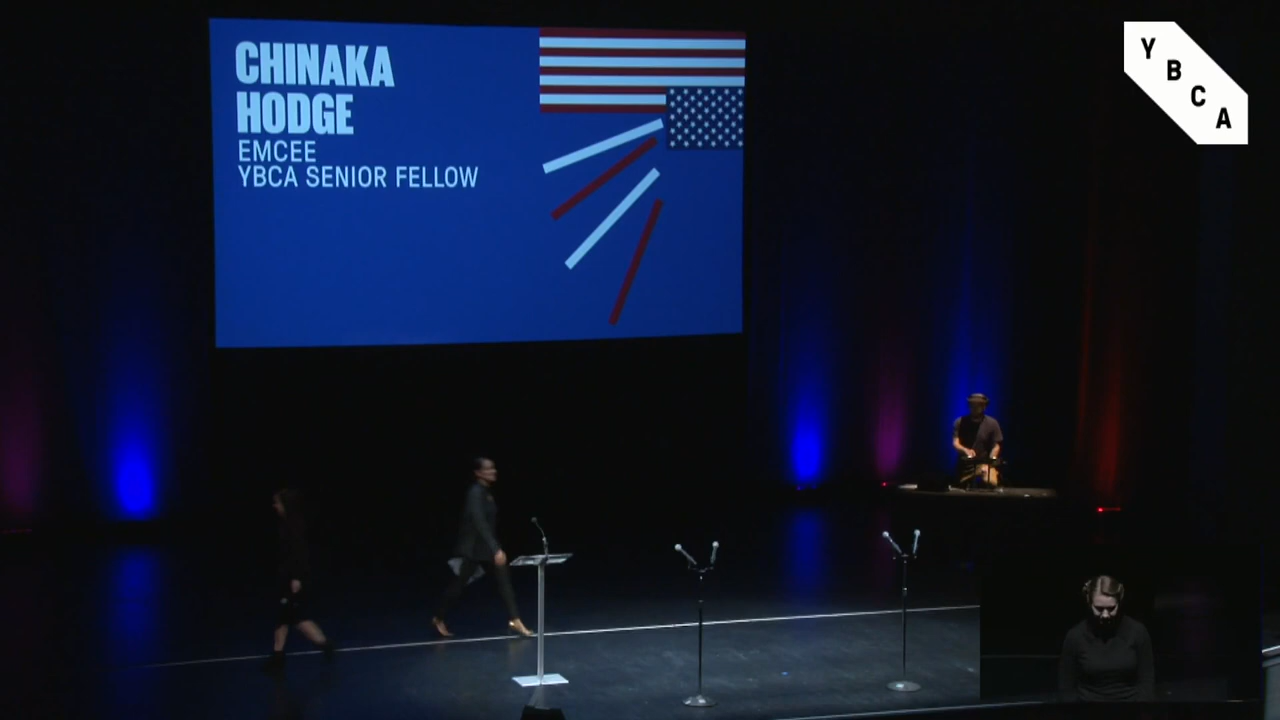 CHINAKA
HODGE
EMCEE
YBCA SENIOR FELLOW
Y
B
C
A